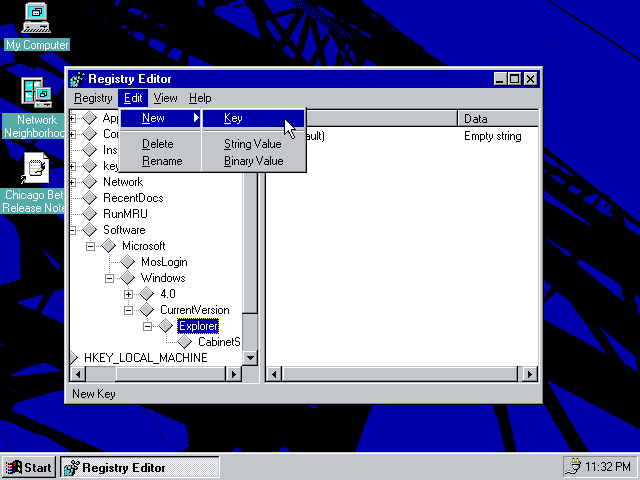 My Computer
Network
Neighborhoo
Chicago Bet
Release Note
Registry Editor
Registry Edit View Help
New
Delete
Rename
Key
String Value
Binary Value
Data
ault)
Empty string
App
Co
Ins
key
Network
RecentDocs
RunMRU
Software
Microsoft
MosLogin
Windows
4.0
CurrentVersion
Explorer
CabinetS
HKEY_LOCAL_MACHINE
New Key
Start
Registry Editor
11:32 PM